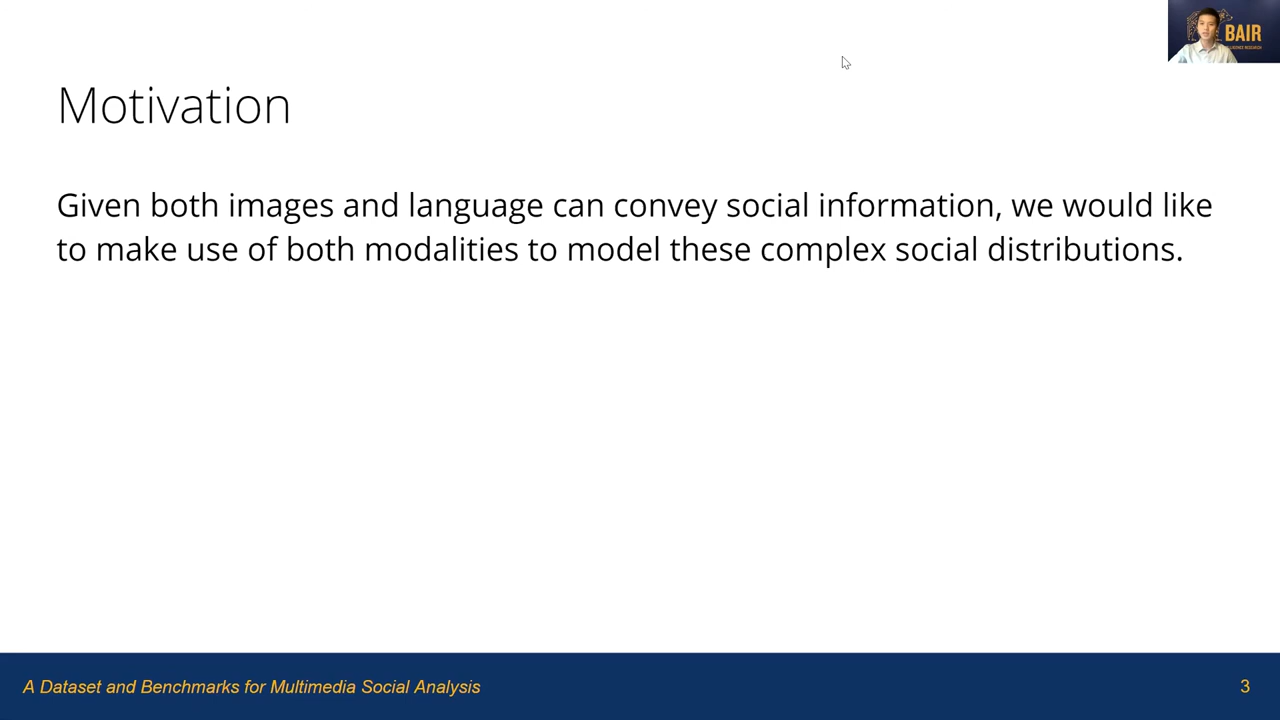 BAIR
Motivation
Given both images and language can convey social information, we would like
to make use of both modalities to model these complex social distributions.
A Dataset and Benchmarks for Multimedia Social Analysis
3